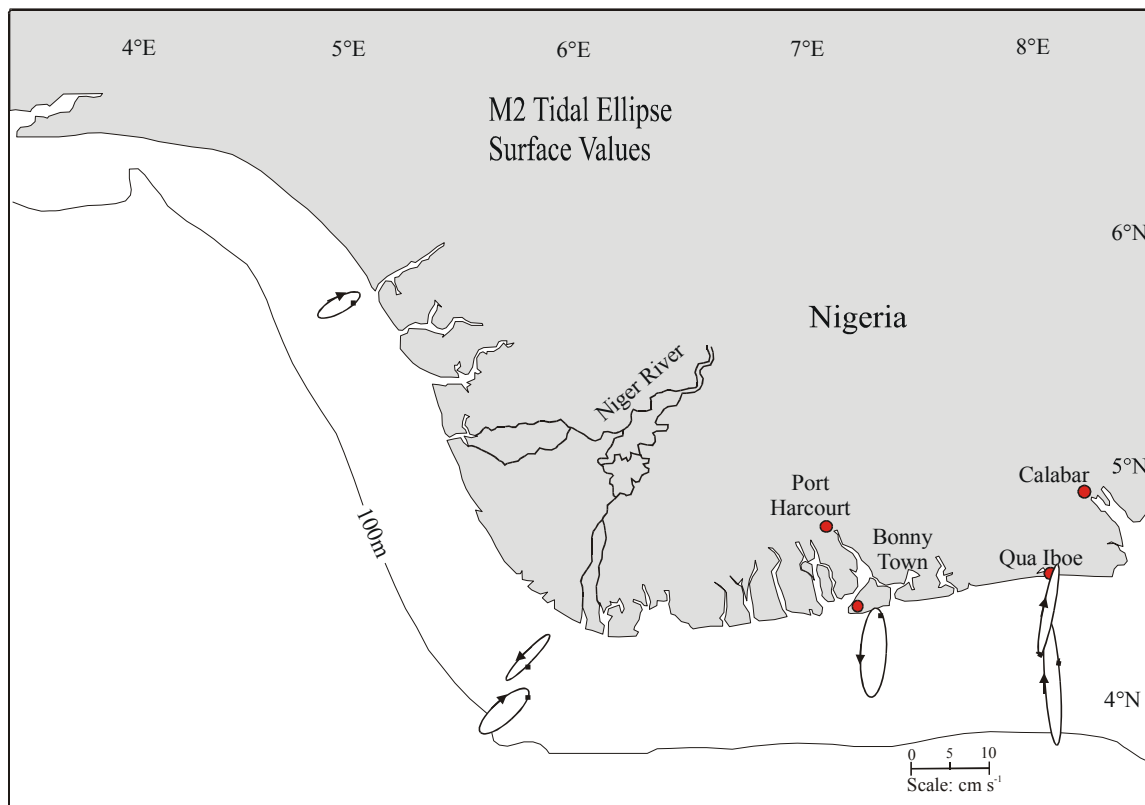 4°E
5°E
6°E
7°E
8°E
M2 Tidal Ellipse
Surface Values
6°N
Nigeria
Niger River
5°N
Calabar
Port
Harcourt
Bonny
Town
100m
Qua Iboe
4°N
0 5 10
Scale: cm s⁻¹